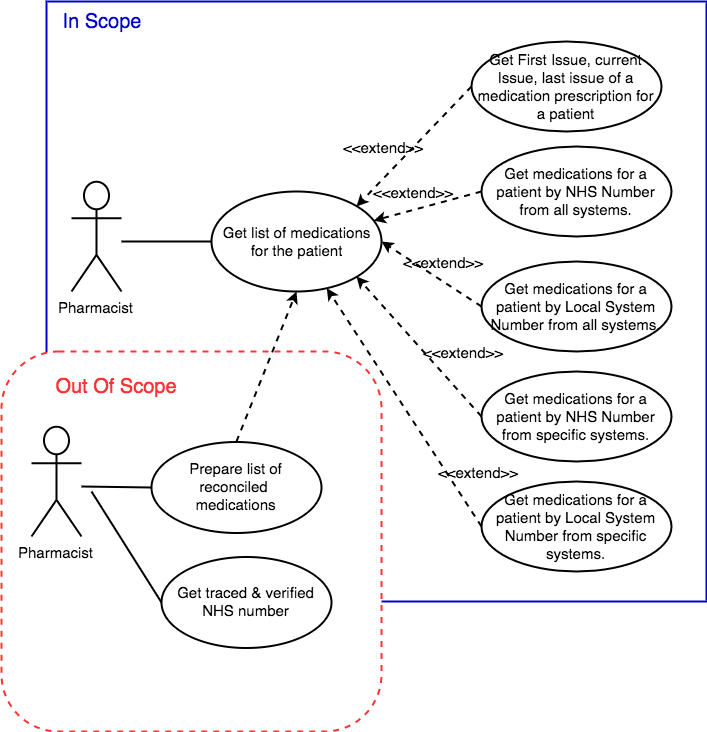 In Scope
Get First Issue, current
Issue, last issue of a
medication prescription for
a patient
<<extend>>
Get medications for a
patient by NHS Number
from all systems.
<<extend>>
Get list of medications
for the patient
Pharmacist
<<extend>>
Get medications for a
patient by Local System
Number from all systems.
<<extend>>
Get medications for a
patient by NHS Number
from specific systems.
<<extend>>
Get medications for a
patient by Local System
Number from specific
systems.
Out Of Scope
Pharmacist
Prepare list of
reconciled
medications
Get traced & verified
NHS number